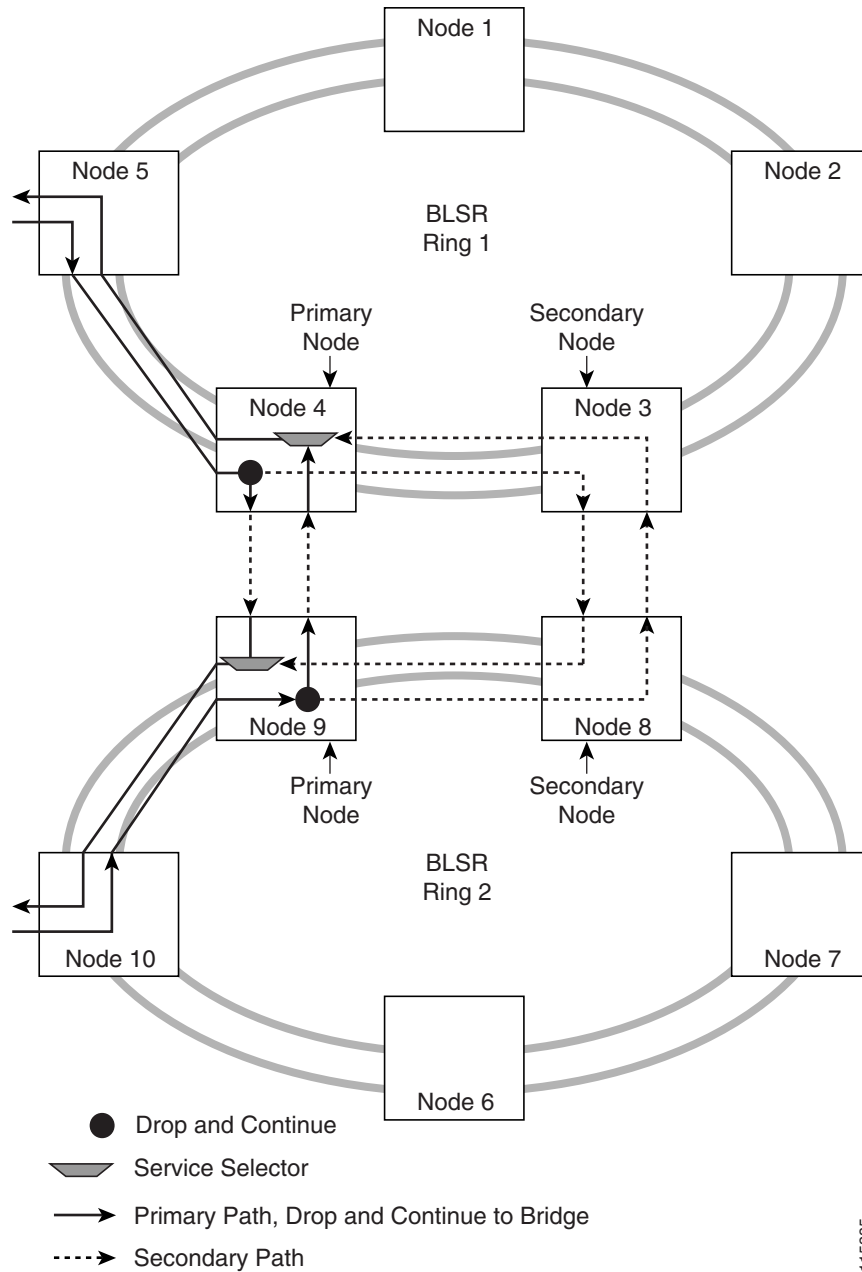 Node 1
Node 5
Node 2
BLSR
Ring 1
Primary
Node
Secondary
Node
Node 4
Node 3
Node 9
Node 8
Primary
Node
Secondary
Node
BLSR
Ring 2
Node 10
Node 7
Node 6
Drop and Continue
Service Selector
Primary Path, Drop and Continue to Bridge
Secondary Path